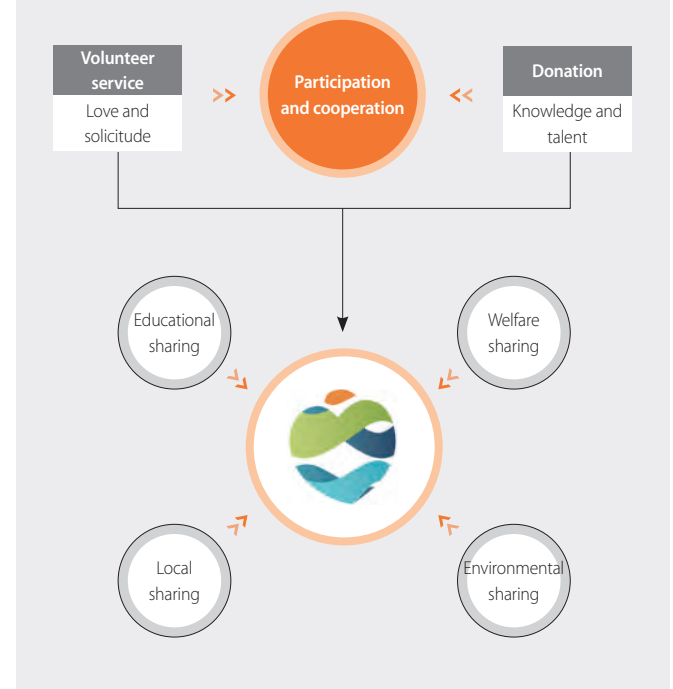 Volunteer
service
Love and
solicitude
Participation
and cooperation
Donation
Knowledge and
talent
Educational
sharing
Welfare
sharing
Local
sharing
Environmental
sharing